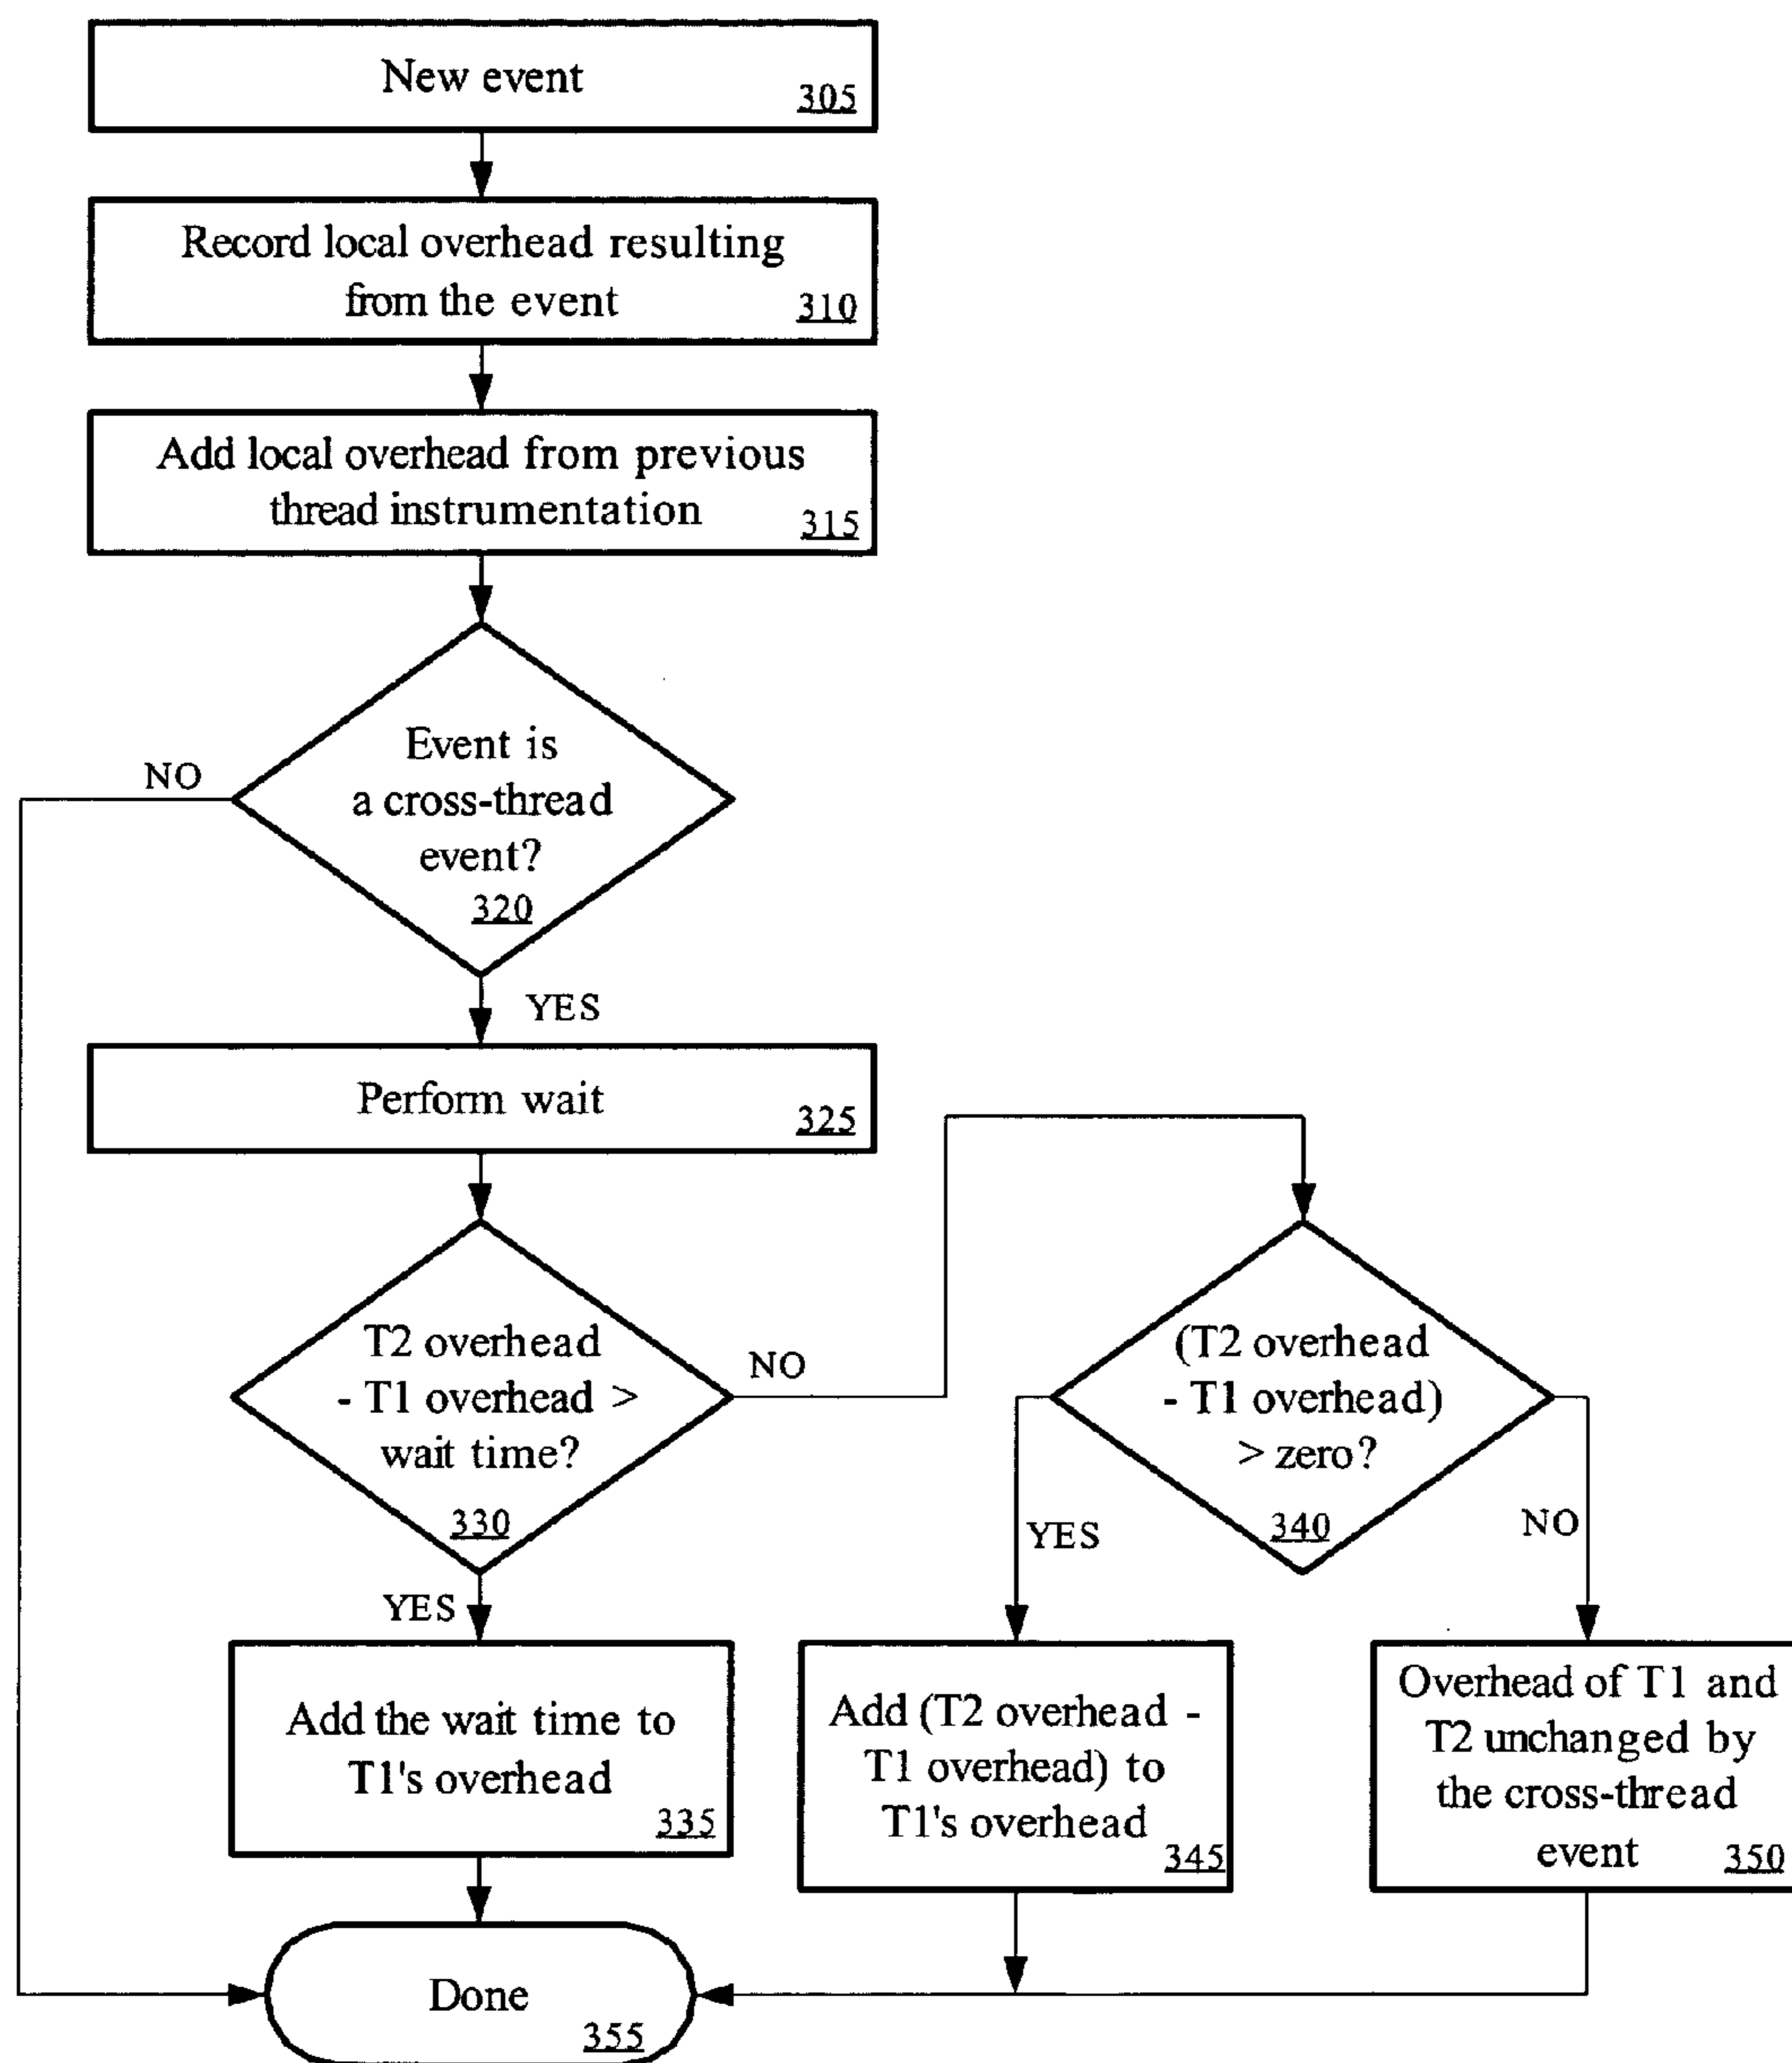 New event
305
Record local overhead resulting
from the event
310
Add local overhead from previous
thread instrumentation
315
Event is
a cross-thread
event?
320
NO
YES
Perform wait
325
T2 overhead
- T1 overhead >
wait time?
330
NO
YES
(T2 overhead
- T1 overhead)
> zero?
340
YES
NO
Add the wait time to
T1's overhead
335
Add (T2 overhead -
T1 overhead) to
T1's overhead
345
Overhead of T1 and
T2 unchanged by
the cross-thread
event
350
Done
355